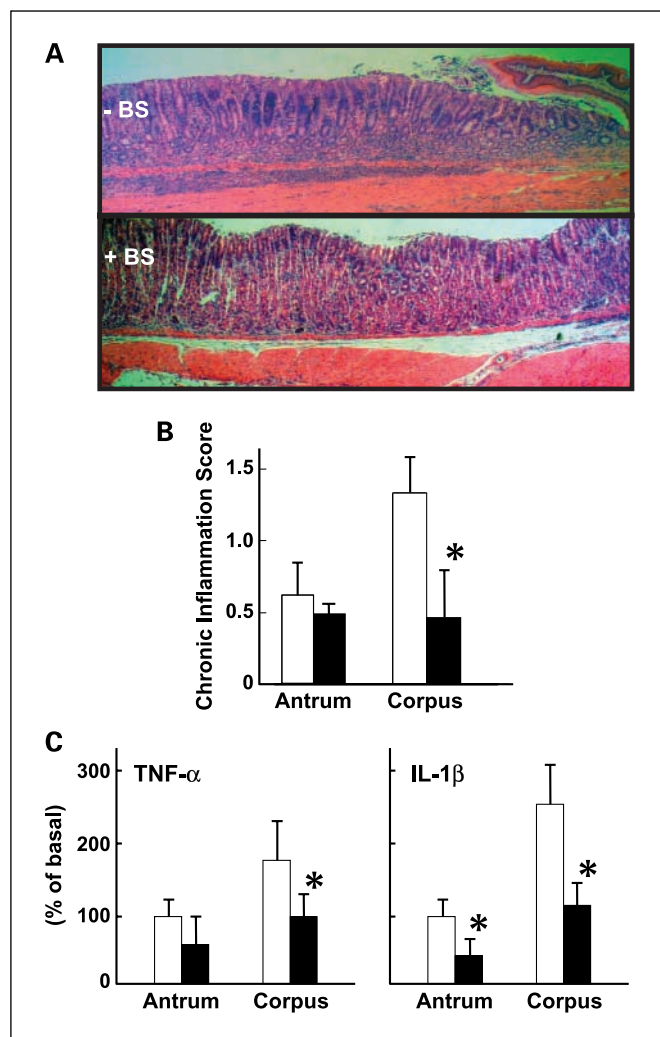 A
- BS
+ BS
B
Chronic Inflammation Score
1.5
1.0
0.5
0
*
Antrum Corpus
C
(% of basal)
300
200
100
0
TNF-α
*
Antrum Corpus
IL-1β
* *
Antrum Corpus